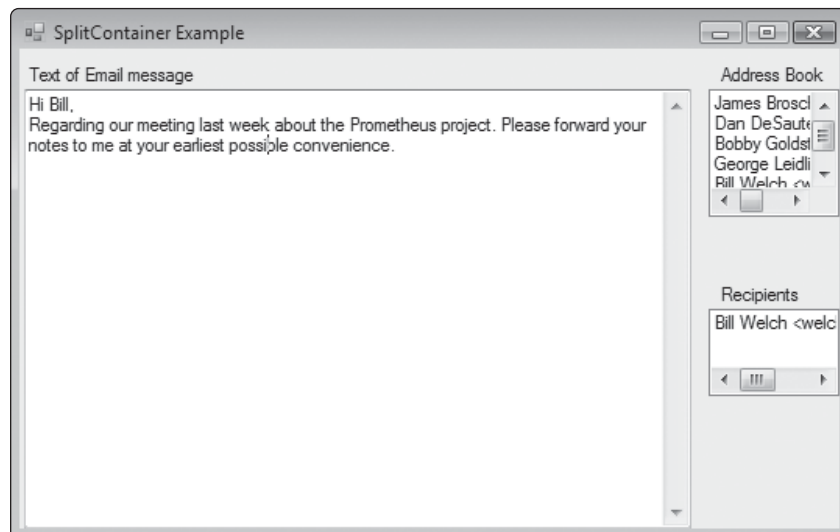 SplitContainer Example
Text of Email message
Hi Bill,
Regarding our meeting last week about the Prometheus project. Please forward your
notes to me at your earliest possible convenience.
Address Book
James Broscl
Dan DeSaute
Bobby Goldst
George Leidli
Bill Welch <w
Recipients
Bill Welch <welc